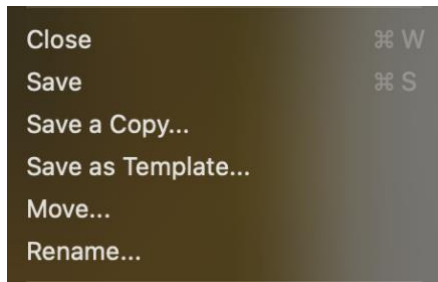 Close ⌘ W
Save ⌘ S
Save a Copy...
Save as Template...
Move...
Rename...